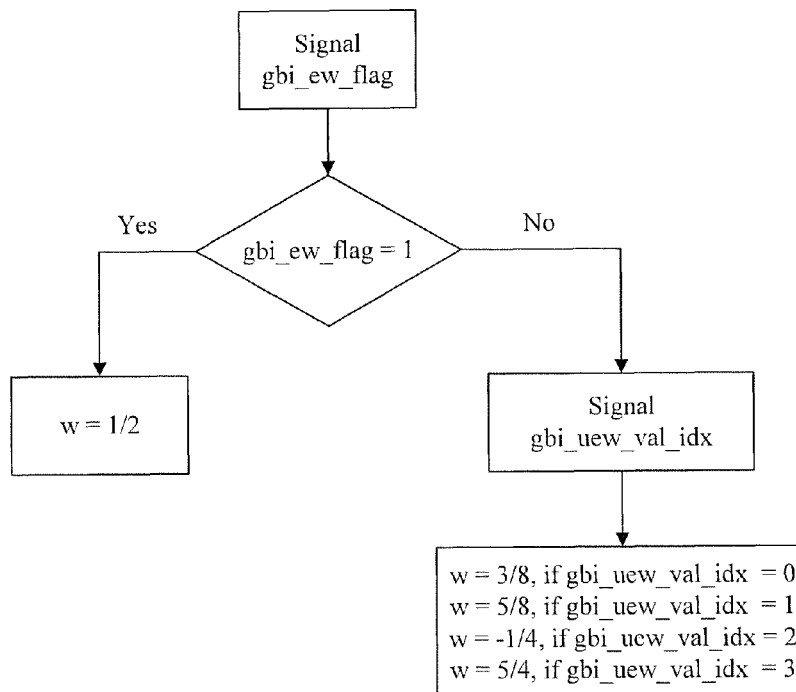 Signal
gbi_ew_flag
Yes
No
gbi_ew_flag = 1
w = 1/2
Signal
gbi_uew_val_idx
w = 3/8, if gbi_uew_val_idx = 0
w = 5/8, if gbi_uew_val_idx = 1
w = -1/4, if gbi_uew_val_idx = 2
w = 5/4, if gbi_uew_val_idx = 3